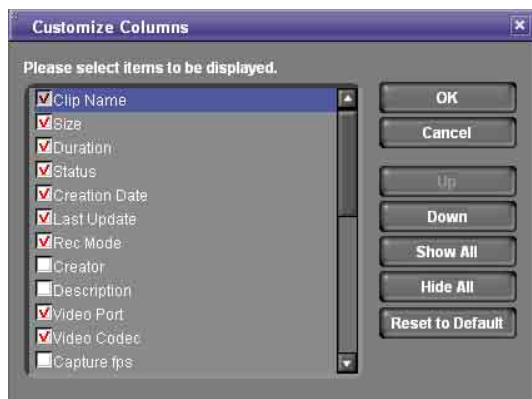 Customize Columns
Please select items to be displayed.
Clip Name
Size
Duration
Status
Creation Date
Last Update
Rec Mode
Creator
Description
Video Port
Video Codec
Capture fps
OK
Cancel
Up
Down
Show All
Hide All
Reset to Default